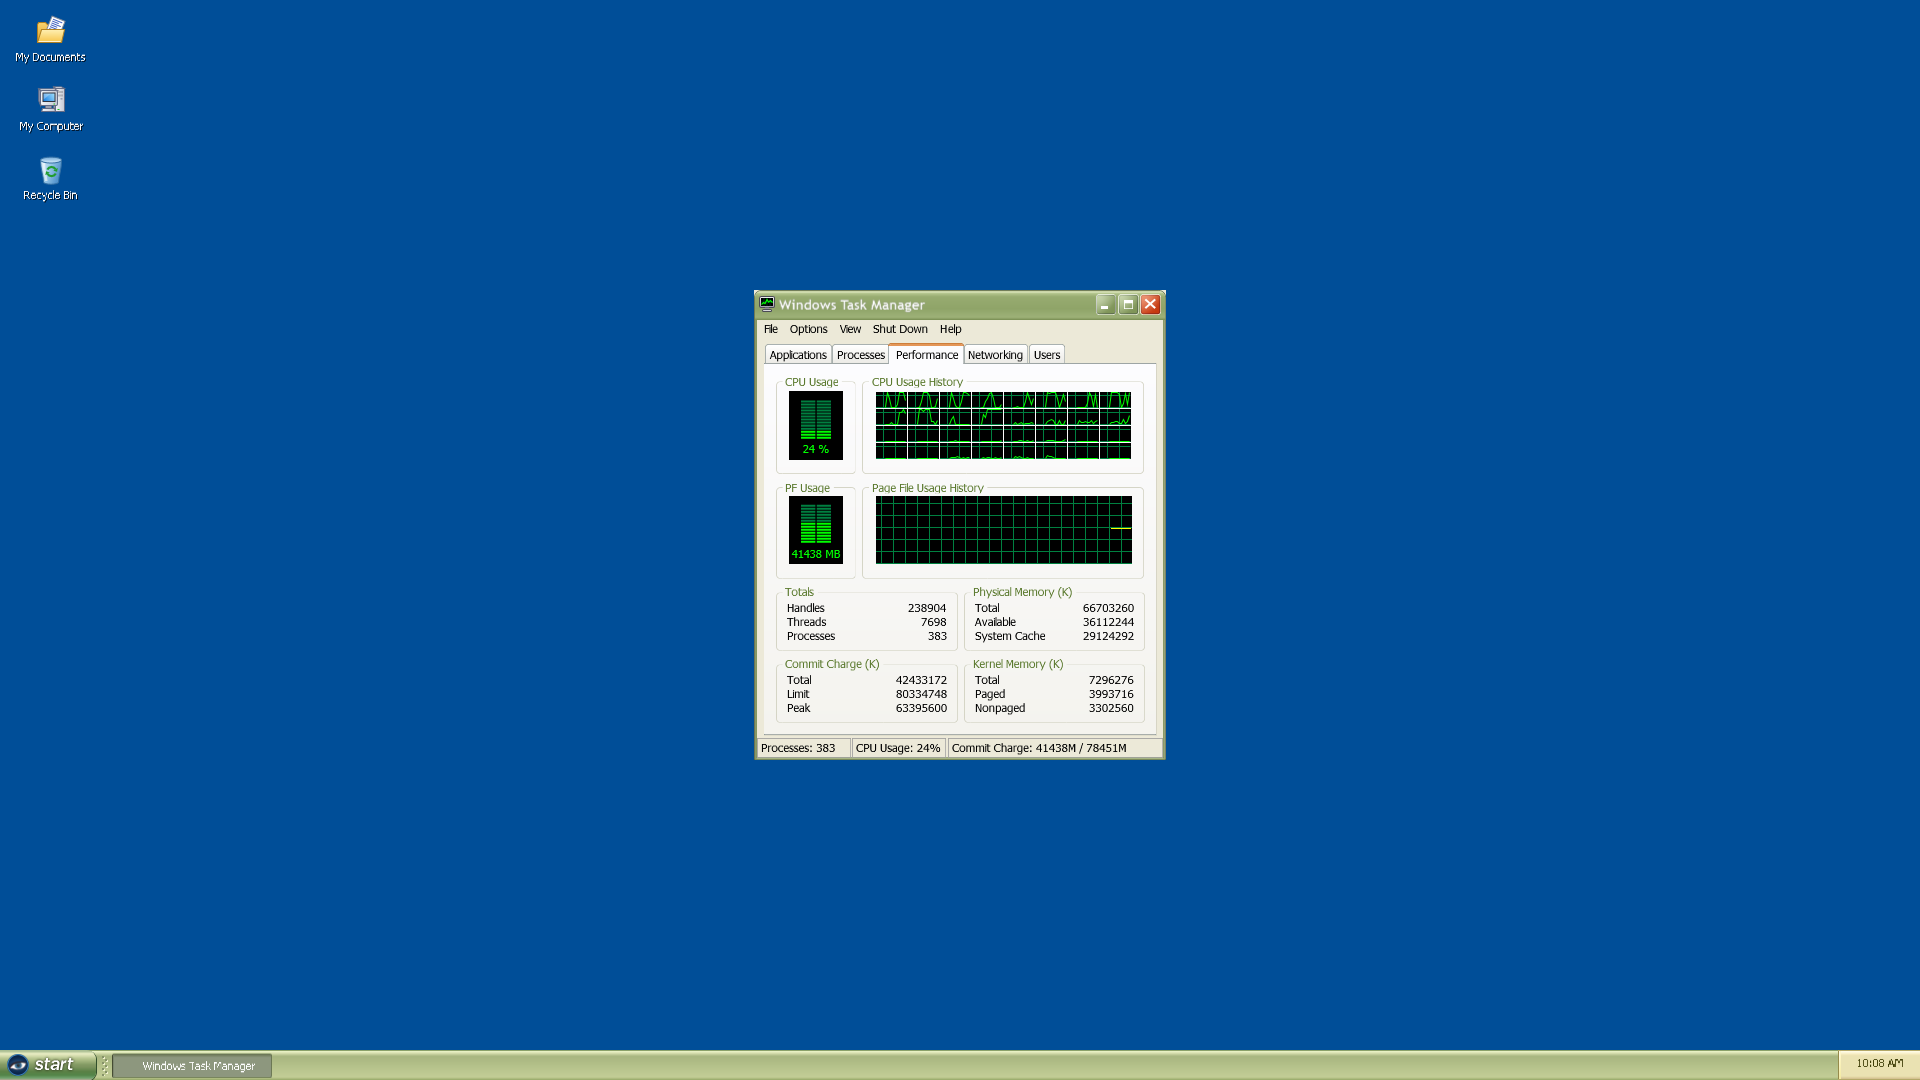 My Documents
My Computer
Recycle Bin
Windows Task Manager
File Options View Shut Down Help
Applications Processes Performance Networking Users
CPU Usage CPU Usage History
24 %
PF Usage Page File Usage History
41438 MB
Totals
Handles 238904
Threads 7698
Processes 383
Physical Memory (K)
Total 66703260
Available 36112244
System Cache 29124292
Commit Charge (K)
Total 42433172
Limit 80334748
Peak 63395600
Kernel Memory (K)
Total 7296276
Paged 3993716
Nonpaged 3302560
Processes: 383 CPU Usage: 24% Commit Charge: 41438M / 78451M
start Windows Task Manager 10:08 AM